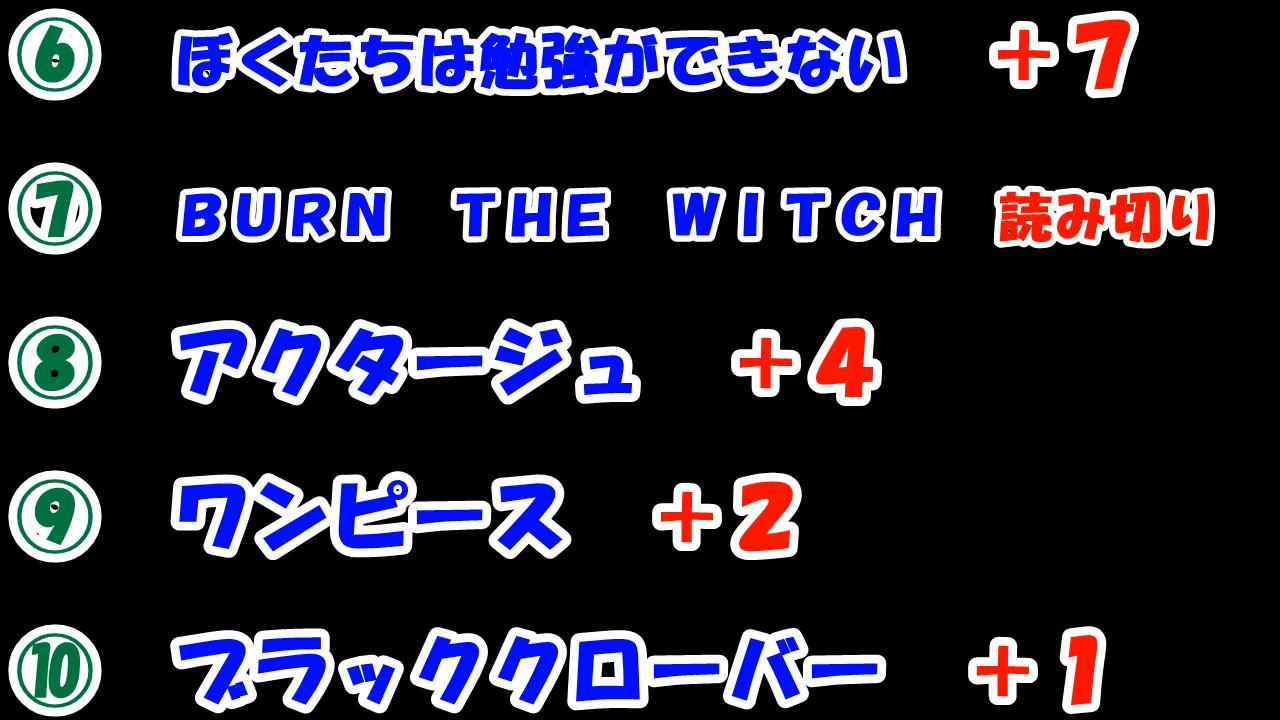 ⑥ ぼくたちは勉強ができない +7
⑦ BURN THE WITCH 読み切り
⑧ アクタージュ +4
⑨ ワンピース +2
⑩ ブラッククローバー +1